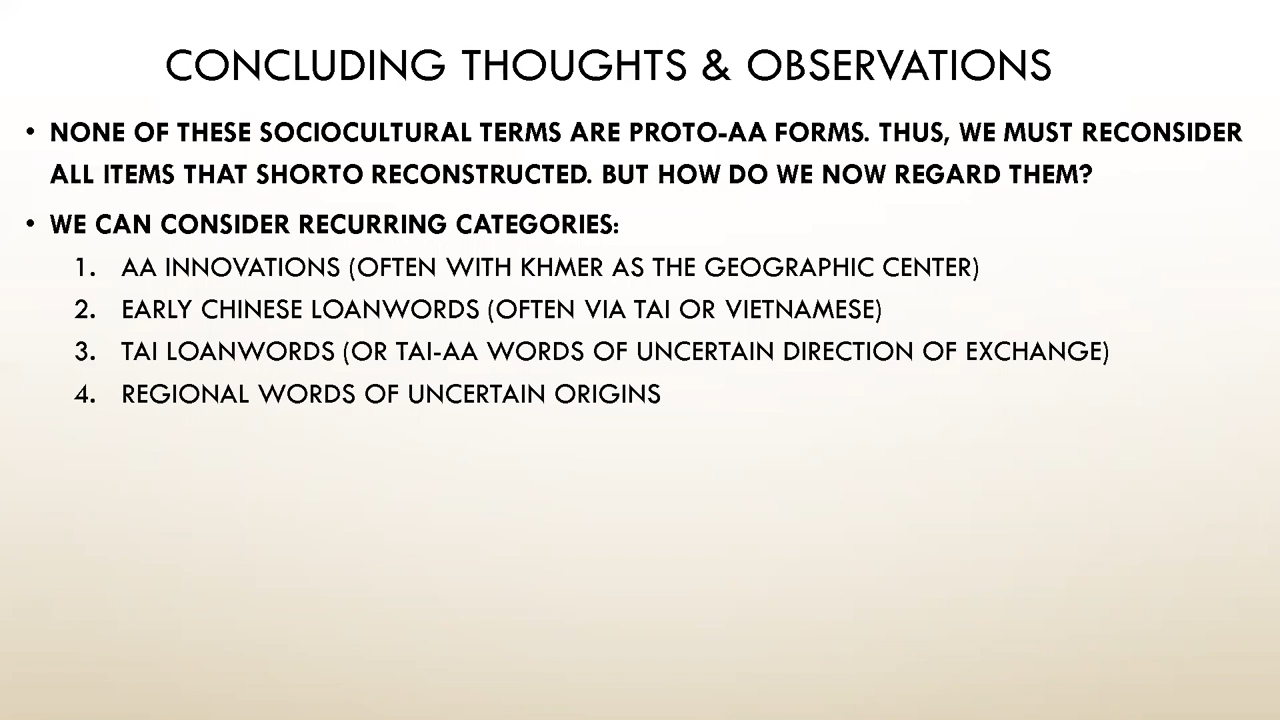 CONCLUDING THOUGHTS & OBSERVATIONS
• NONE OF THESE SOCIOCULTURAL TERMS ARE PROTO-AA FORMS. THUS, WE MUST RECONSIDER
ALL ITEMS THAT SHORTO RECONSTRUCTED. BUT HOW DO WE NOW REGARD THEM?
• WE CAN CONSIDER RECURRING CATEGORIES:
1. AA INNOVATIONS (OFTEN WITH KHMER AS THE GEOGRAPHIC CENTER)
2. EARLY CHINESE LOANWORDS (OFTEN VIA TAI OR VIETNAMESE)
3. TAI LOANWORDS (OR TAI-AA WORDS OF UNCERTAIN DIRECTION OF EXCHANGE)
4. REGIONAL WORDS OF UNCERTAIN ORIGINS